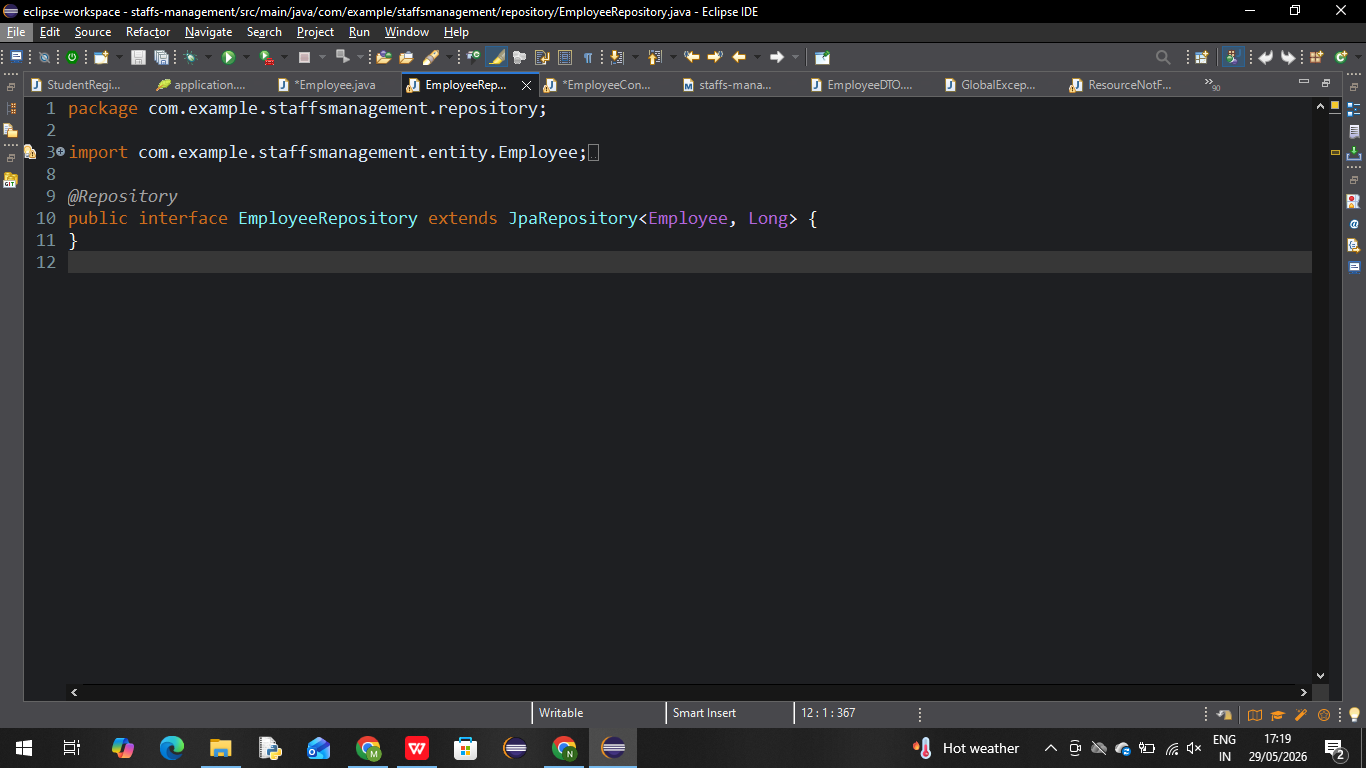 eclipse-workspace - staffs-management/src/main/java/com/example/staffsmanagement/repository/EmployeeRepository.java - Eclipse IDE
File Edit Source Refactor Navigate Search Project Run Window Help
StudentRegi... application.... *Employee.java EmployeeRep... *EmployeeCon... staffs-mana... EmployeeDTO.... GlobalExcep... ResourceNotF... 90
1 package com.example.staffsmanagement.repository;
2
3 import com.example.staffsmanagement.entity.Employee;
8
9 @Repository
10 public interface EmployeeRepository extends JpaRepository<Employee, Long> {
11 }
12
Writable Smart Insert 12 : 1 : 367
Hot weather ENG 17:19
IN 29/05/2026 2